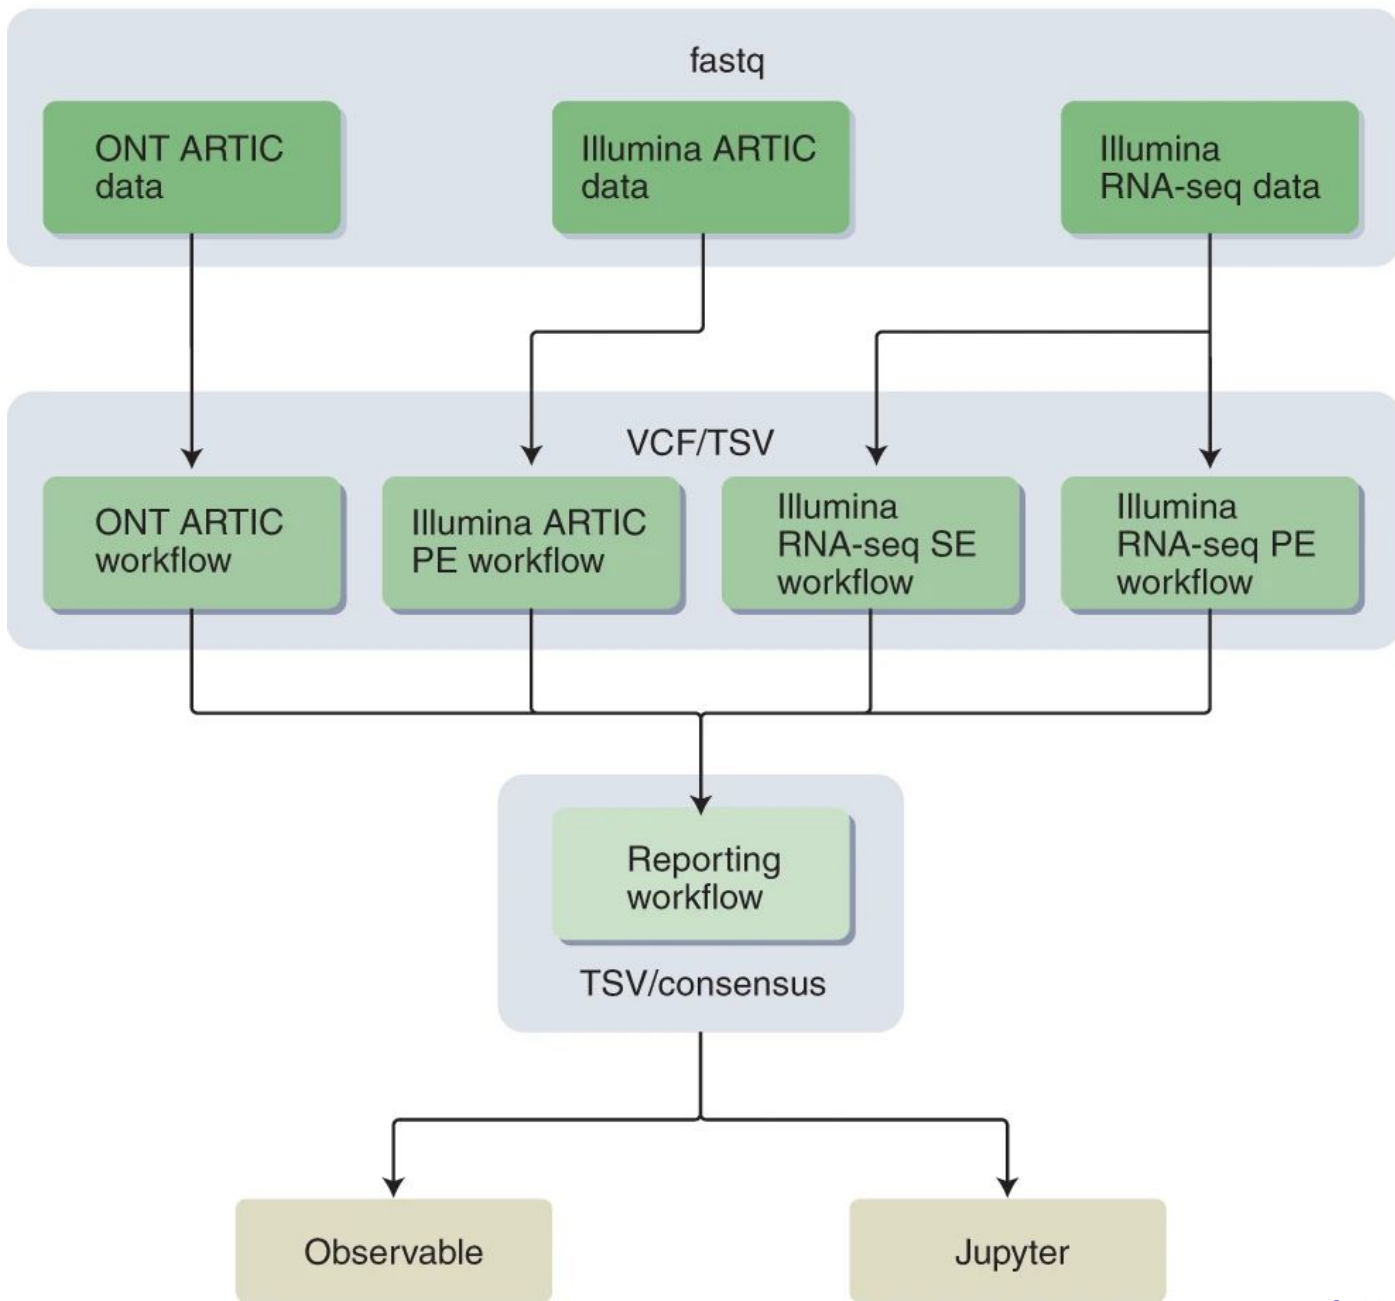 fastq
ONT ARTIC
data
Illumina ARTIC
data
Illumina
RNA-seq data
VCF/TSV
ONT ARTIC
workflow
Illumina ARTIC
PE workflow
Illumina
RNA-seq SE
workflow
Illumina
RNA-seq PE
workflow
Reporting
workflow
TSV/consensus
Observable
Jupyter